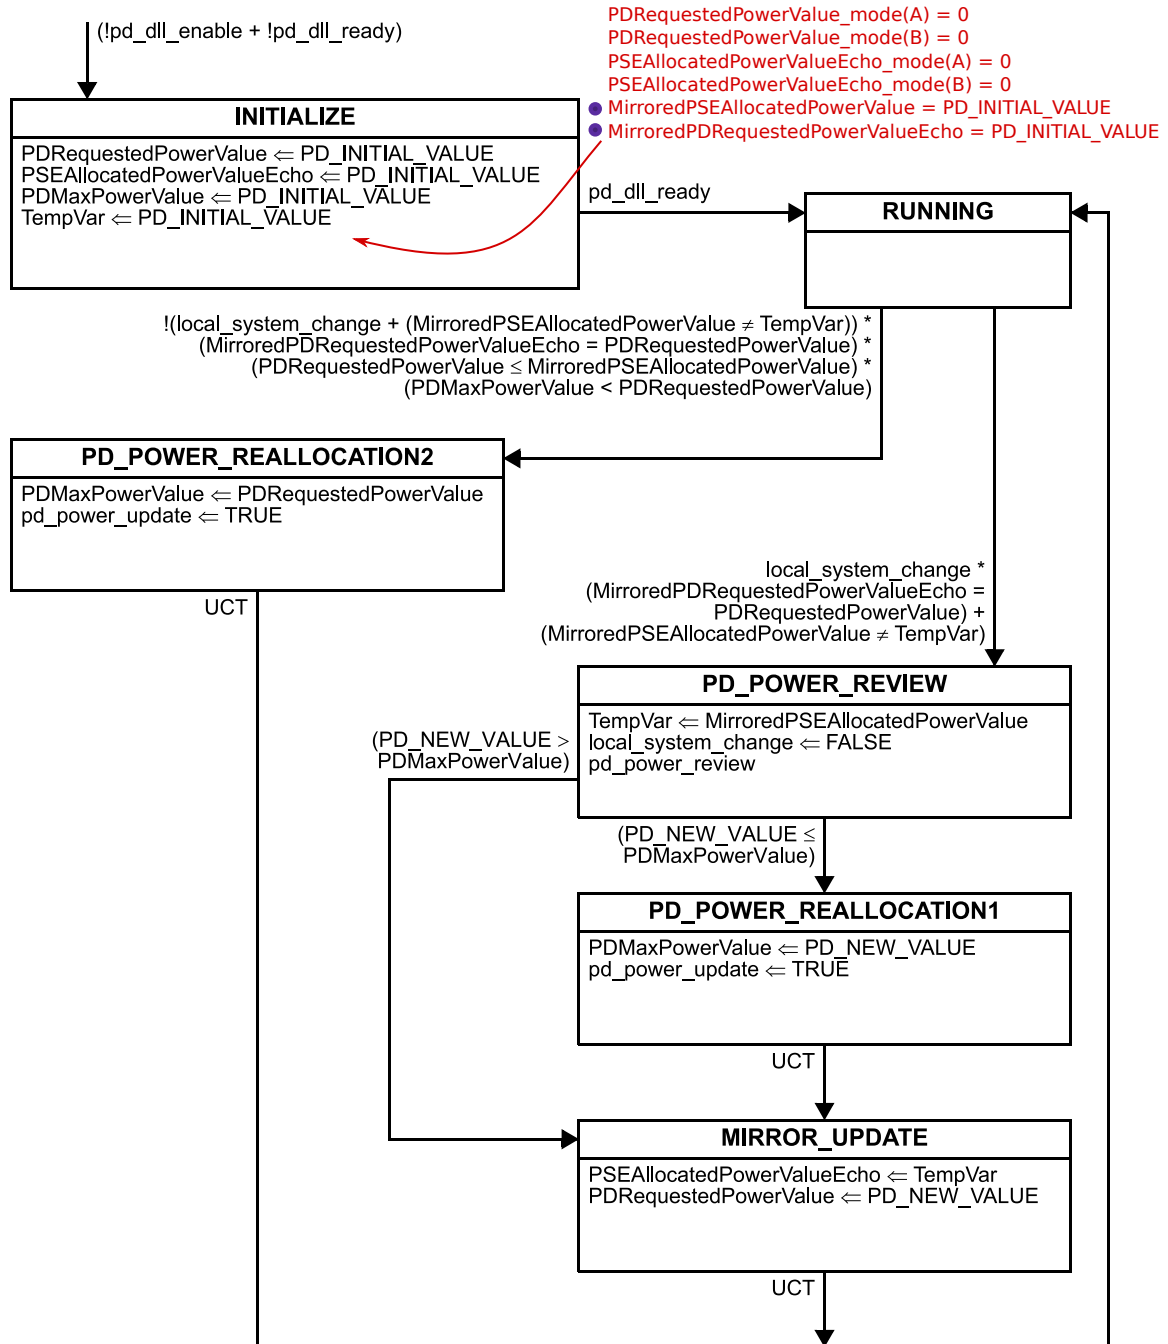 (!pd_dll_enable + !pd_dll_ready)
PDRequestedPowerValue_mode(A) = 0
PDRequestedPowerValue_mode(B) = 0
PSEAllocatedPowerValueEcho_mode(A) = 0
PSEAllocatedPowerValueEcho_mode(B) = 0
MirroredPSEAllocatedPowerValue = PD_INITIAL_VALUE
MirroredPDRequestedPowerValueEcho = PD_INITIAL_VALUE
INITIALIZE
PDRequestedPowerValue ⇐ PD_INITIAL_VALUE
PSEAllocatedPowerValueEcho ⇐ PD_INITIAL_VALUE
PDMaxPowerValue ⇐ PD_INITIAL_VALUE
TempVar ⇐ PD_INITIAL_VALUE
pd_dll_ready
RUNNING
!(local_system_change + (MirroredPSEAllocatedPowerValue ≠ TempVar)) *
(MirroredPDRequestedPowerValueEcho = PDRequestedPowerValue) *
(PDRequestedPowerValue ≤ MirroredPSEAllocatedPowerValue) *
(PDMaxPowerValue < PDRequestedPowerValue)
PD_POWER_REALLOCATION2
PDMaxPowerValue ⇐ PDRequestedPowerValue
pd_power_update ⇐ TRUE
UCT
local_system_change *
(MirroredPDRequestedPowerValueEcho =
PDRequestedPowerValue) +
(MirroredPSEAllocatedPowerValue ≠ TempVar)
PD_POWER_REVIEW
TempVar ⇐ MirroredPSEAllocatedPowerValue
local_system_change ⇐ FALSE
pd_power_review
(PD_NEW_VALUE >
PDMaxPowerValue)
(PD_NEW_VALUE ≤
PDMaxPowerValue)
PD_POWER_REALLOCATION1
PDMaxPowerValue ⇐ PD_NEW_VALUE
pd_power_update ⇐ TRUE
UCT
MIRROR_UPDATE
PSEAllocatedPowerValueEcho ⇐ TempVar
PDRequestedPowerValue ⇐ PD_NEW_VALUE
UCT